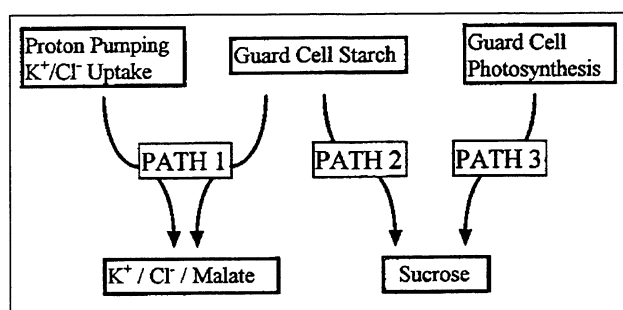 Proton Pumping
K⁺/Cl⁻ Uptake
Guard Cell Starch
Guard Cell
Photosynthesis
PATH 1
PATH 2
PATH 3
K⁺ / Cl⁻ / Malate
Sucrose